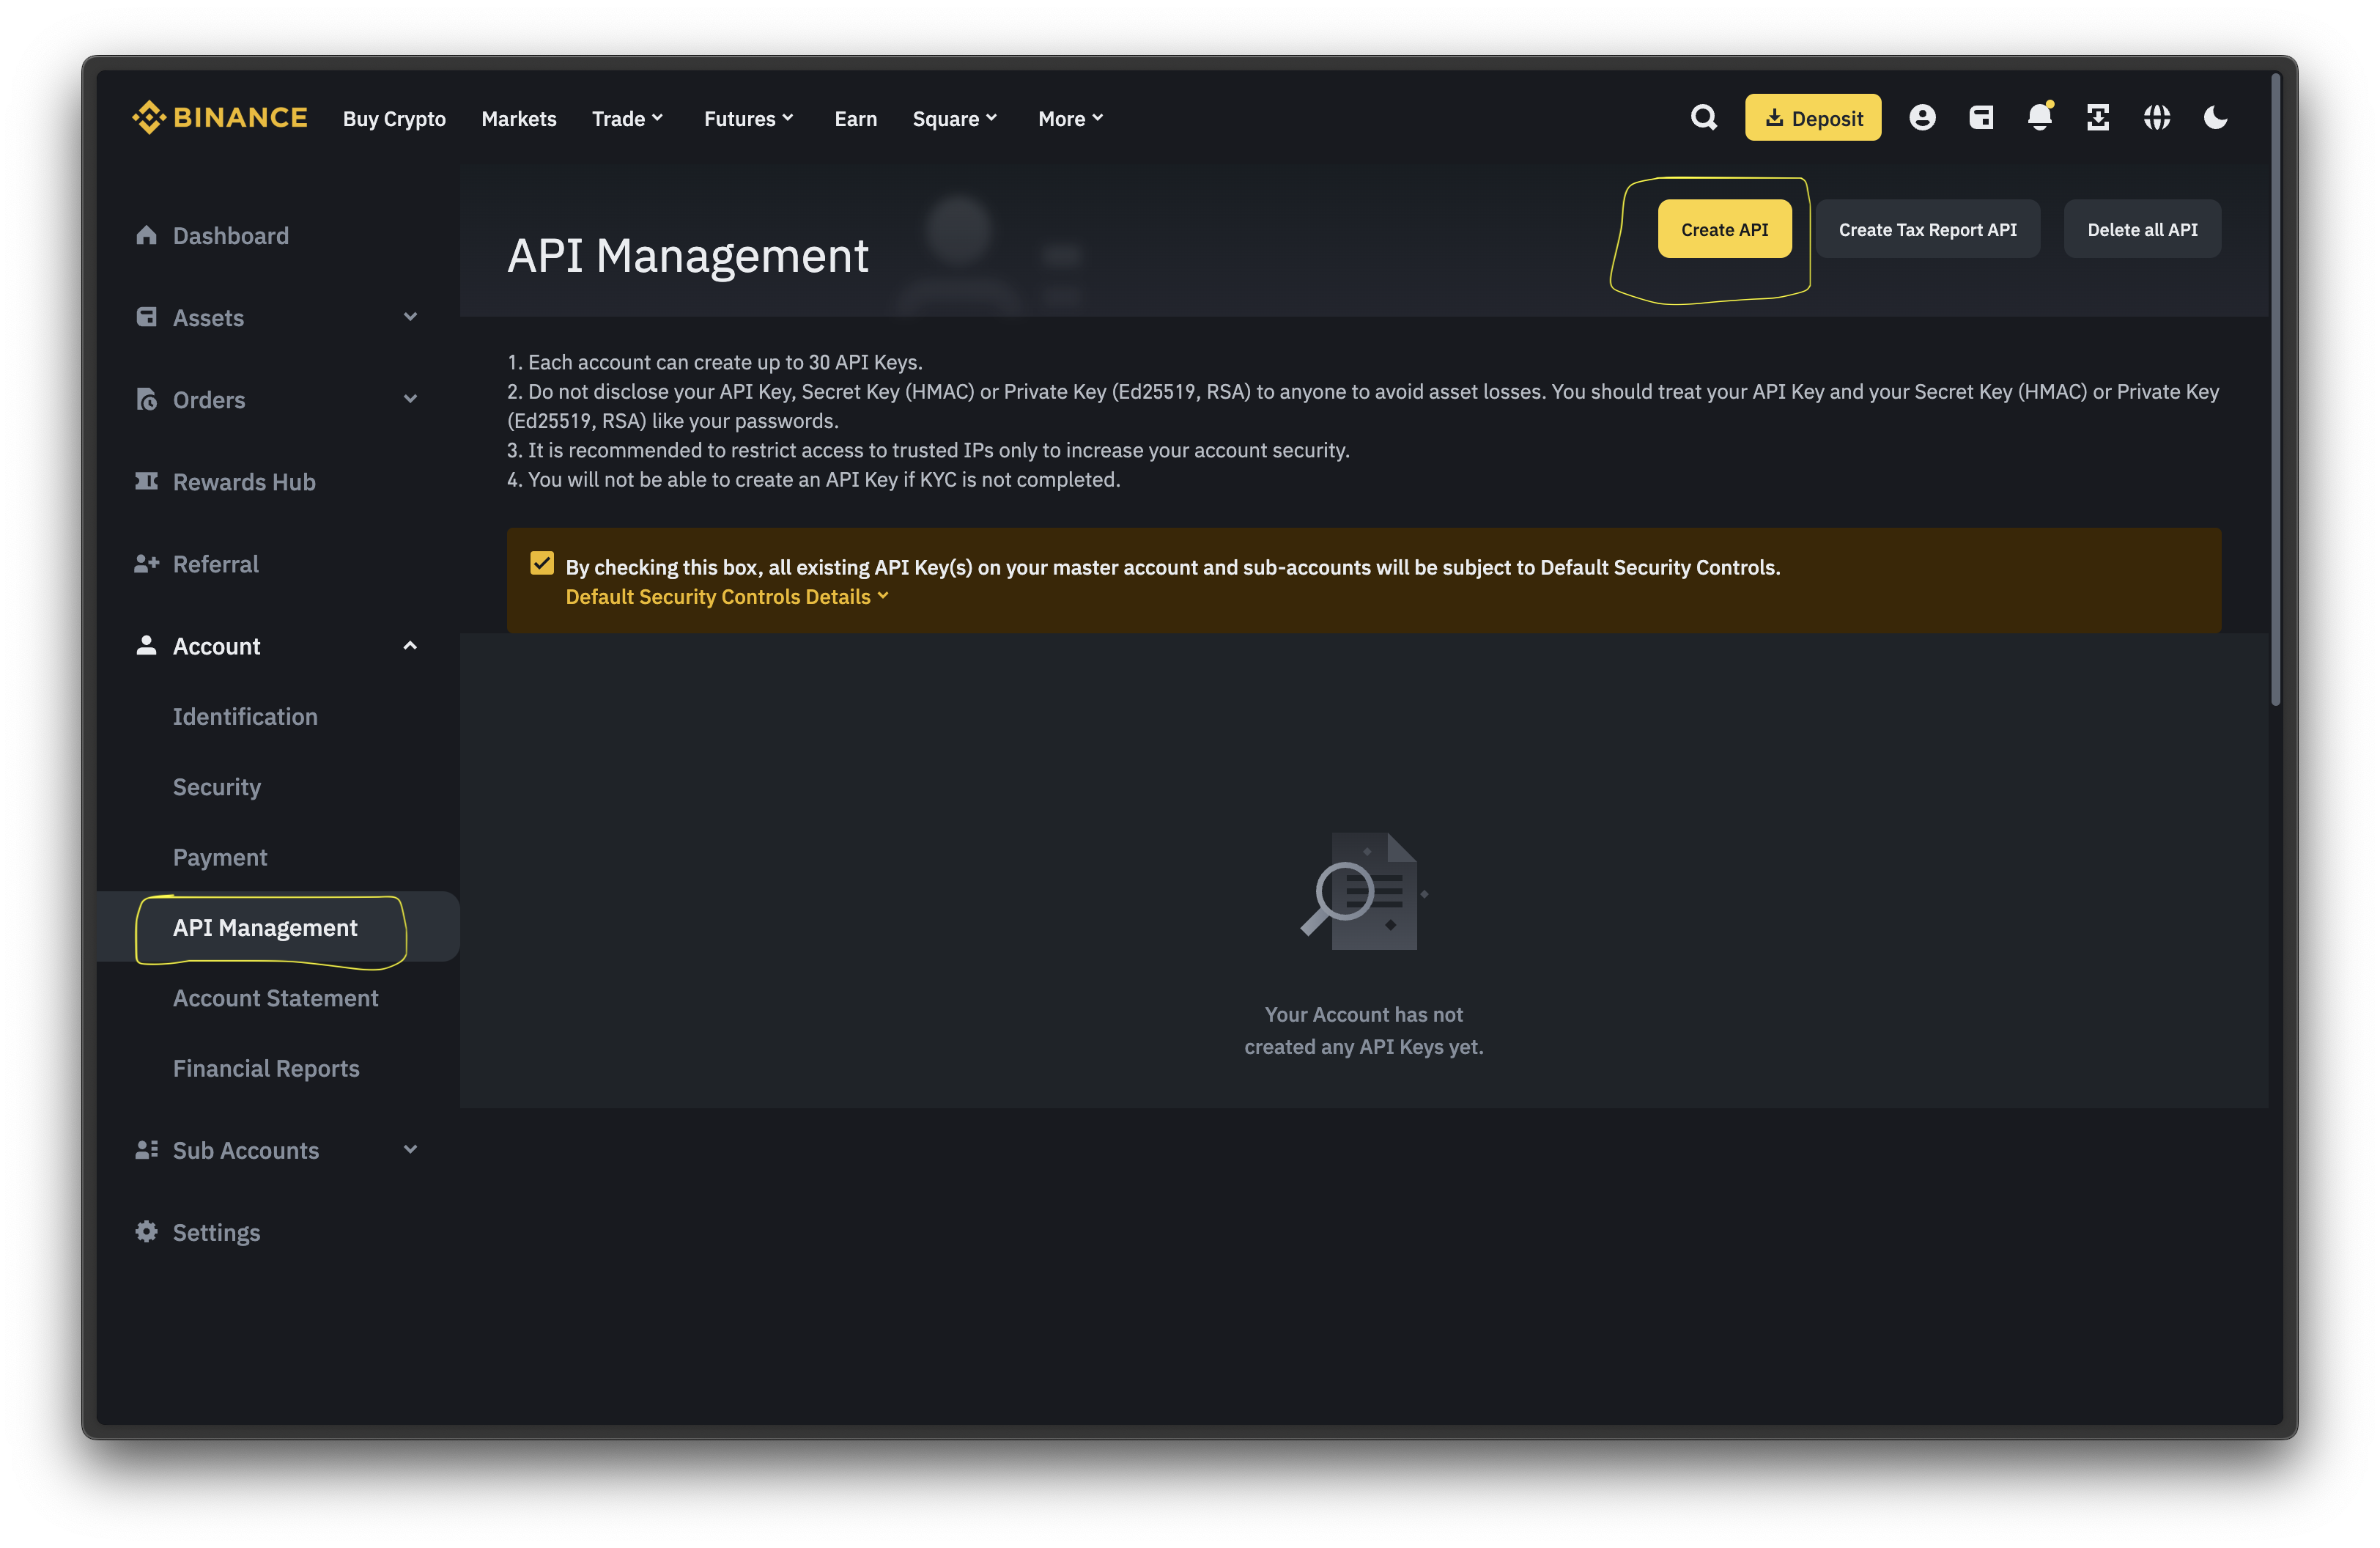 BINANCE
Buy Crypto
Markets
Trade
Futures
Earn
Square
More
Deposit
Dashboard
Assets
Orders
Rewards Hub
Referral
Account
Identification
Security
Payment
API Management
Account Statement
Financial Reports
Sub Accounts
Settings
API Management
Create API
Create Tax Report API
Delete all API
1. Each account can create up to 30 API Keys.
2. Do not disclose your API Key, Secret Key (HMAC) or Private Key (Ed25519, RSA) to anyone to avoid asset losses. You should treat your API Key and your Secret Key (HMAC) or Private Key
(Ed25519, RSA) like your passwords.
3. It is recommended to restrict access to trusted IPs only to increase your account security.
4. You will not be able to create an API Key if KYC is not completed.
By checking this box, all existing API Key(s) on your master account and sub-accounts will be subject to Default Security Controls.
Default Security Controls Details
Your Account has not
created any API Keys yet.